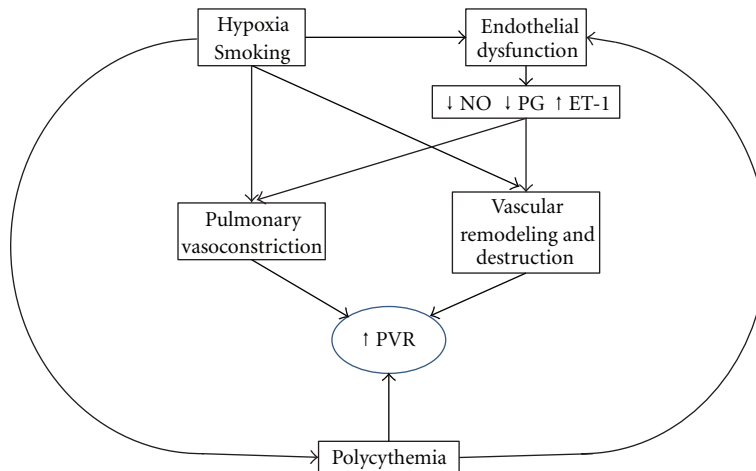 Hypoxia
Smoking
Endothelial
dysfunction
↓ NO ↓ PG ↑ ET-1
Pulmonary
vasoconstriction
Vascular
remodeling and
destruction
↑ PVR
Polycythemia